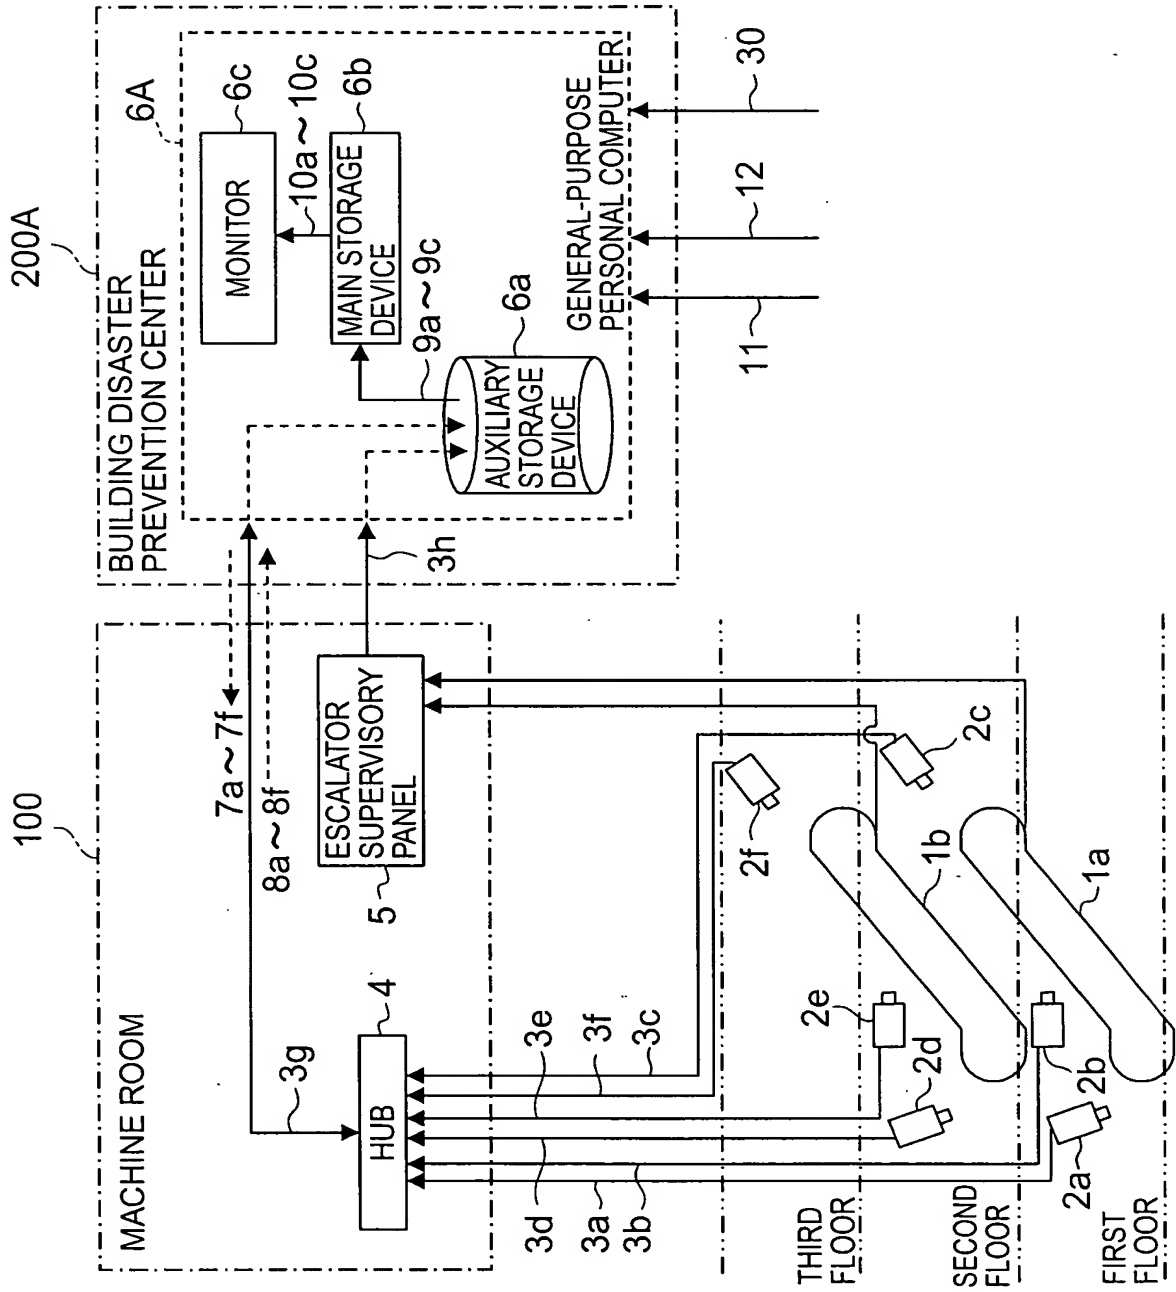 200A
BUILDING DISASTER
PREVENTION CENTER
6A
MONITOR
6c
10a~10c
MAIN STORAGE
DEVICE
6b
9a~9c
AUXILIARY
STORAGE
DEVICE
6a
GENERAL-PURPOSE
PERSONAL COMPUTER
11
12
30
100
MACHINE ROOM
7a~7f
8a~8f
3g
3h
HUB
4
ESCALATOR
SUPERVISORY
PANEL
5
3a
3b
3d
3e
3f
3c
2f
2c
2e
2d
1b
2b
2a
1a
THIRD
FLOOR
SECOND
FLOOR
FIRST
FLOOR